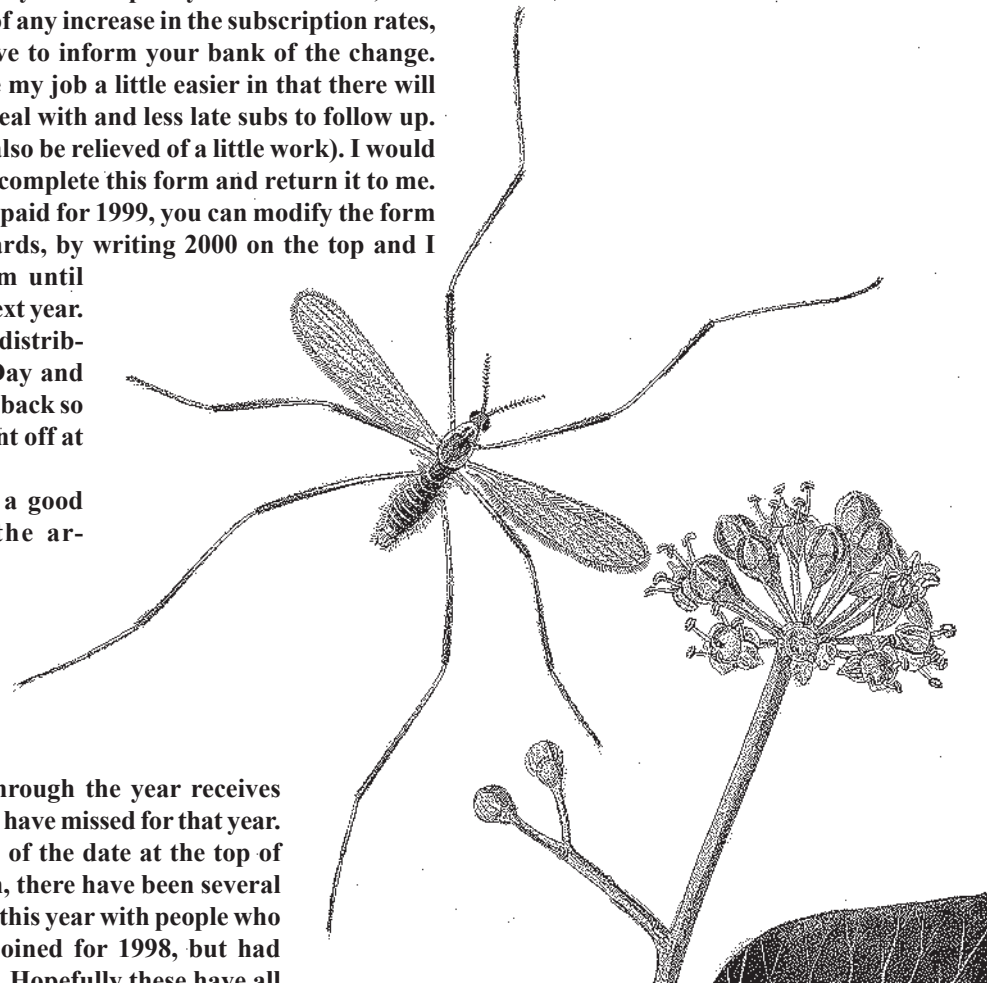 of any increase in the subscription rates,
ve to inform your bank of the change.
my job a little easier in that there will
eal with and less late subs to follow up.
also be relieved of a little work). I would
complete this form and return it to me.
paid for 1999, you can modify the form
ards, by writing 2000 on the top and I
m until
ext year.
distrib-
Day and
back so
nt off at
a good
the ar-
hrough the year receives
have missed for that year.
of the date at the top of
, there have been several
this year with people who
oined for 1998, but had
. Hopefully these have all